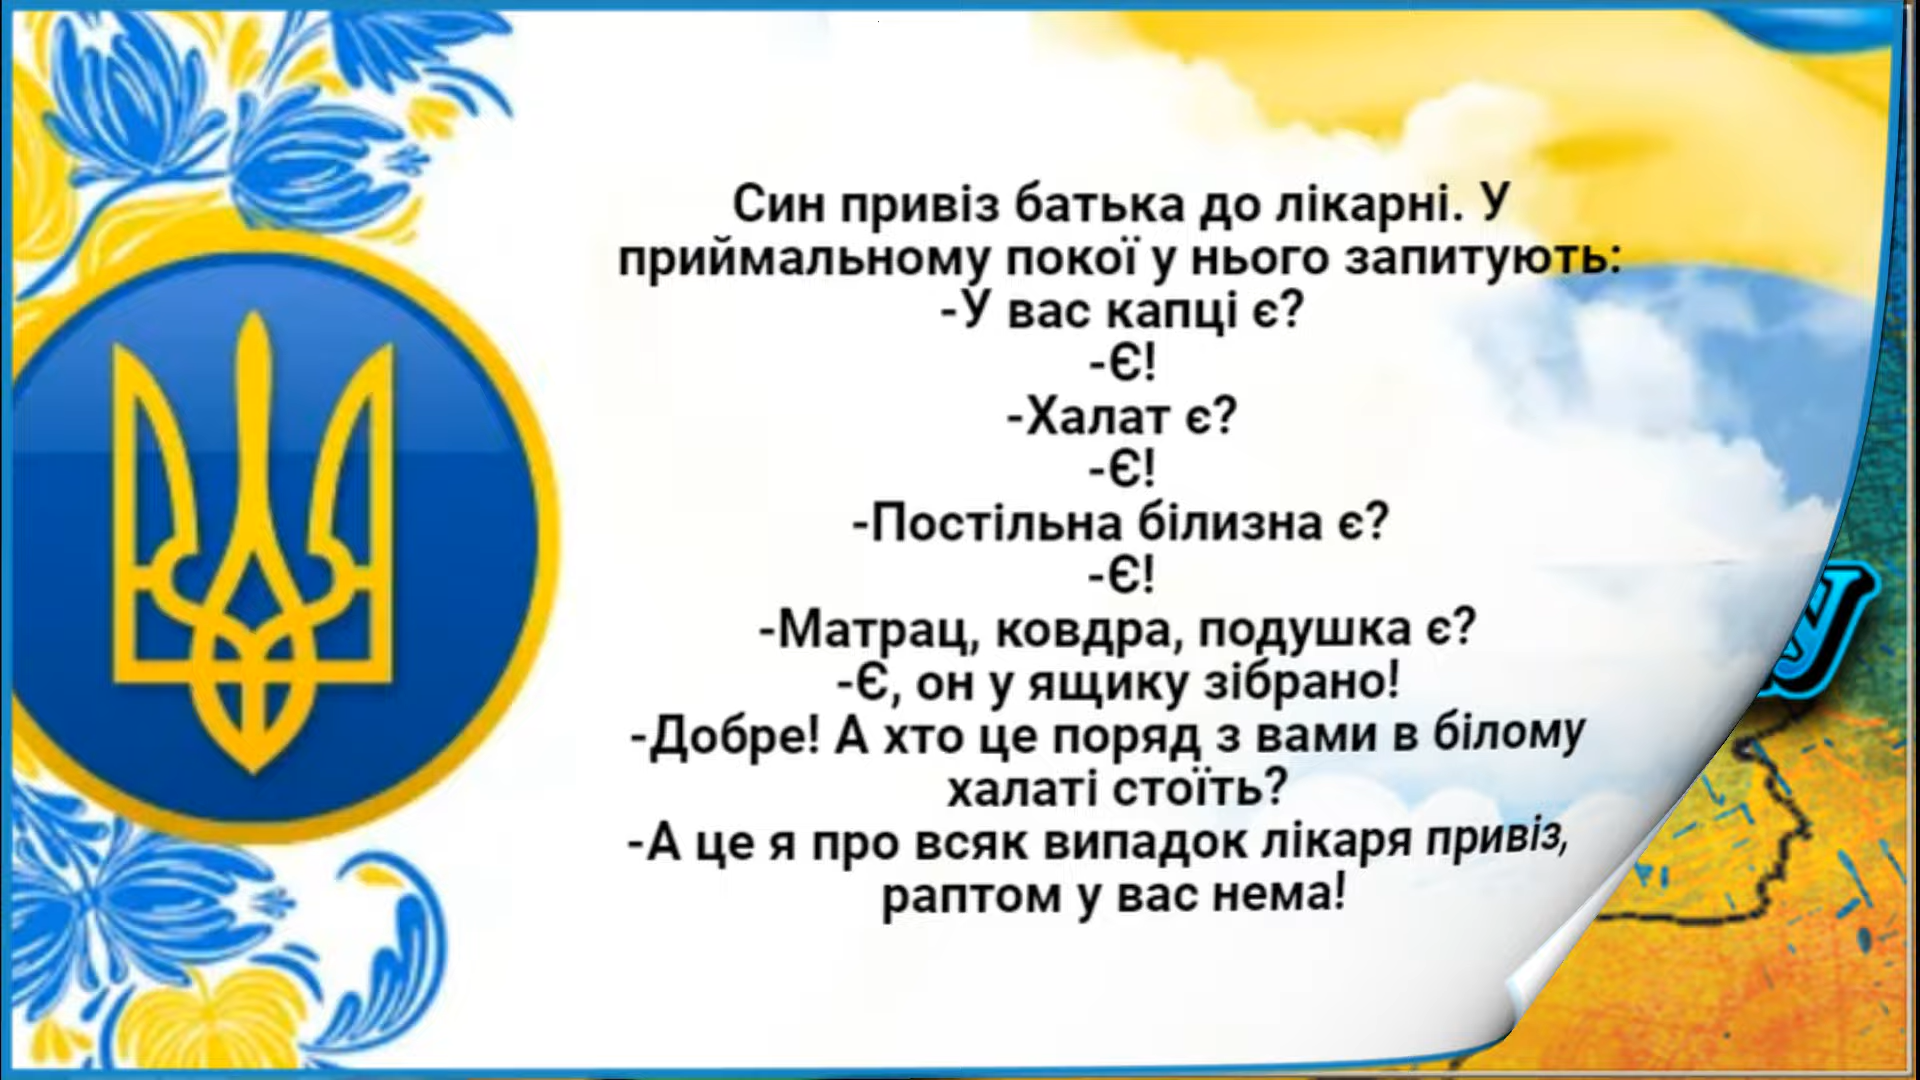 Син привіз батька до лікарні. У
приймальному покої у нього запитують:
-У вас капці є?
-Є!
-Халат є?
-Є!
-Постільна білизна є?
-Є!
-Матрац, ковдра, подушка є?
-Є, он у ящику зібрано!
-Добре! А хто це поряд з вами в білому
халаті стоїть?
-А це я про всяк випадок лікаря привіз,
раптом у вас нема!